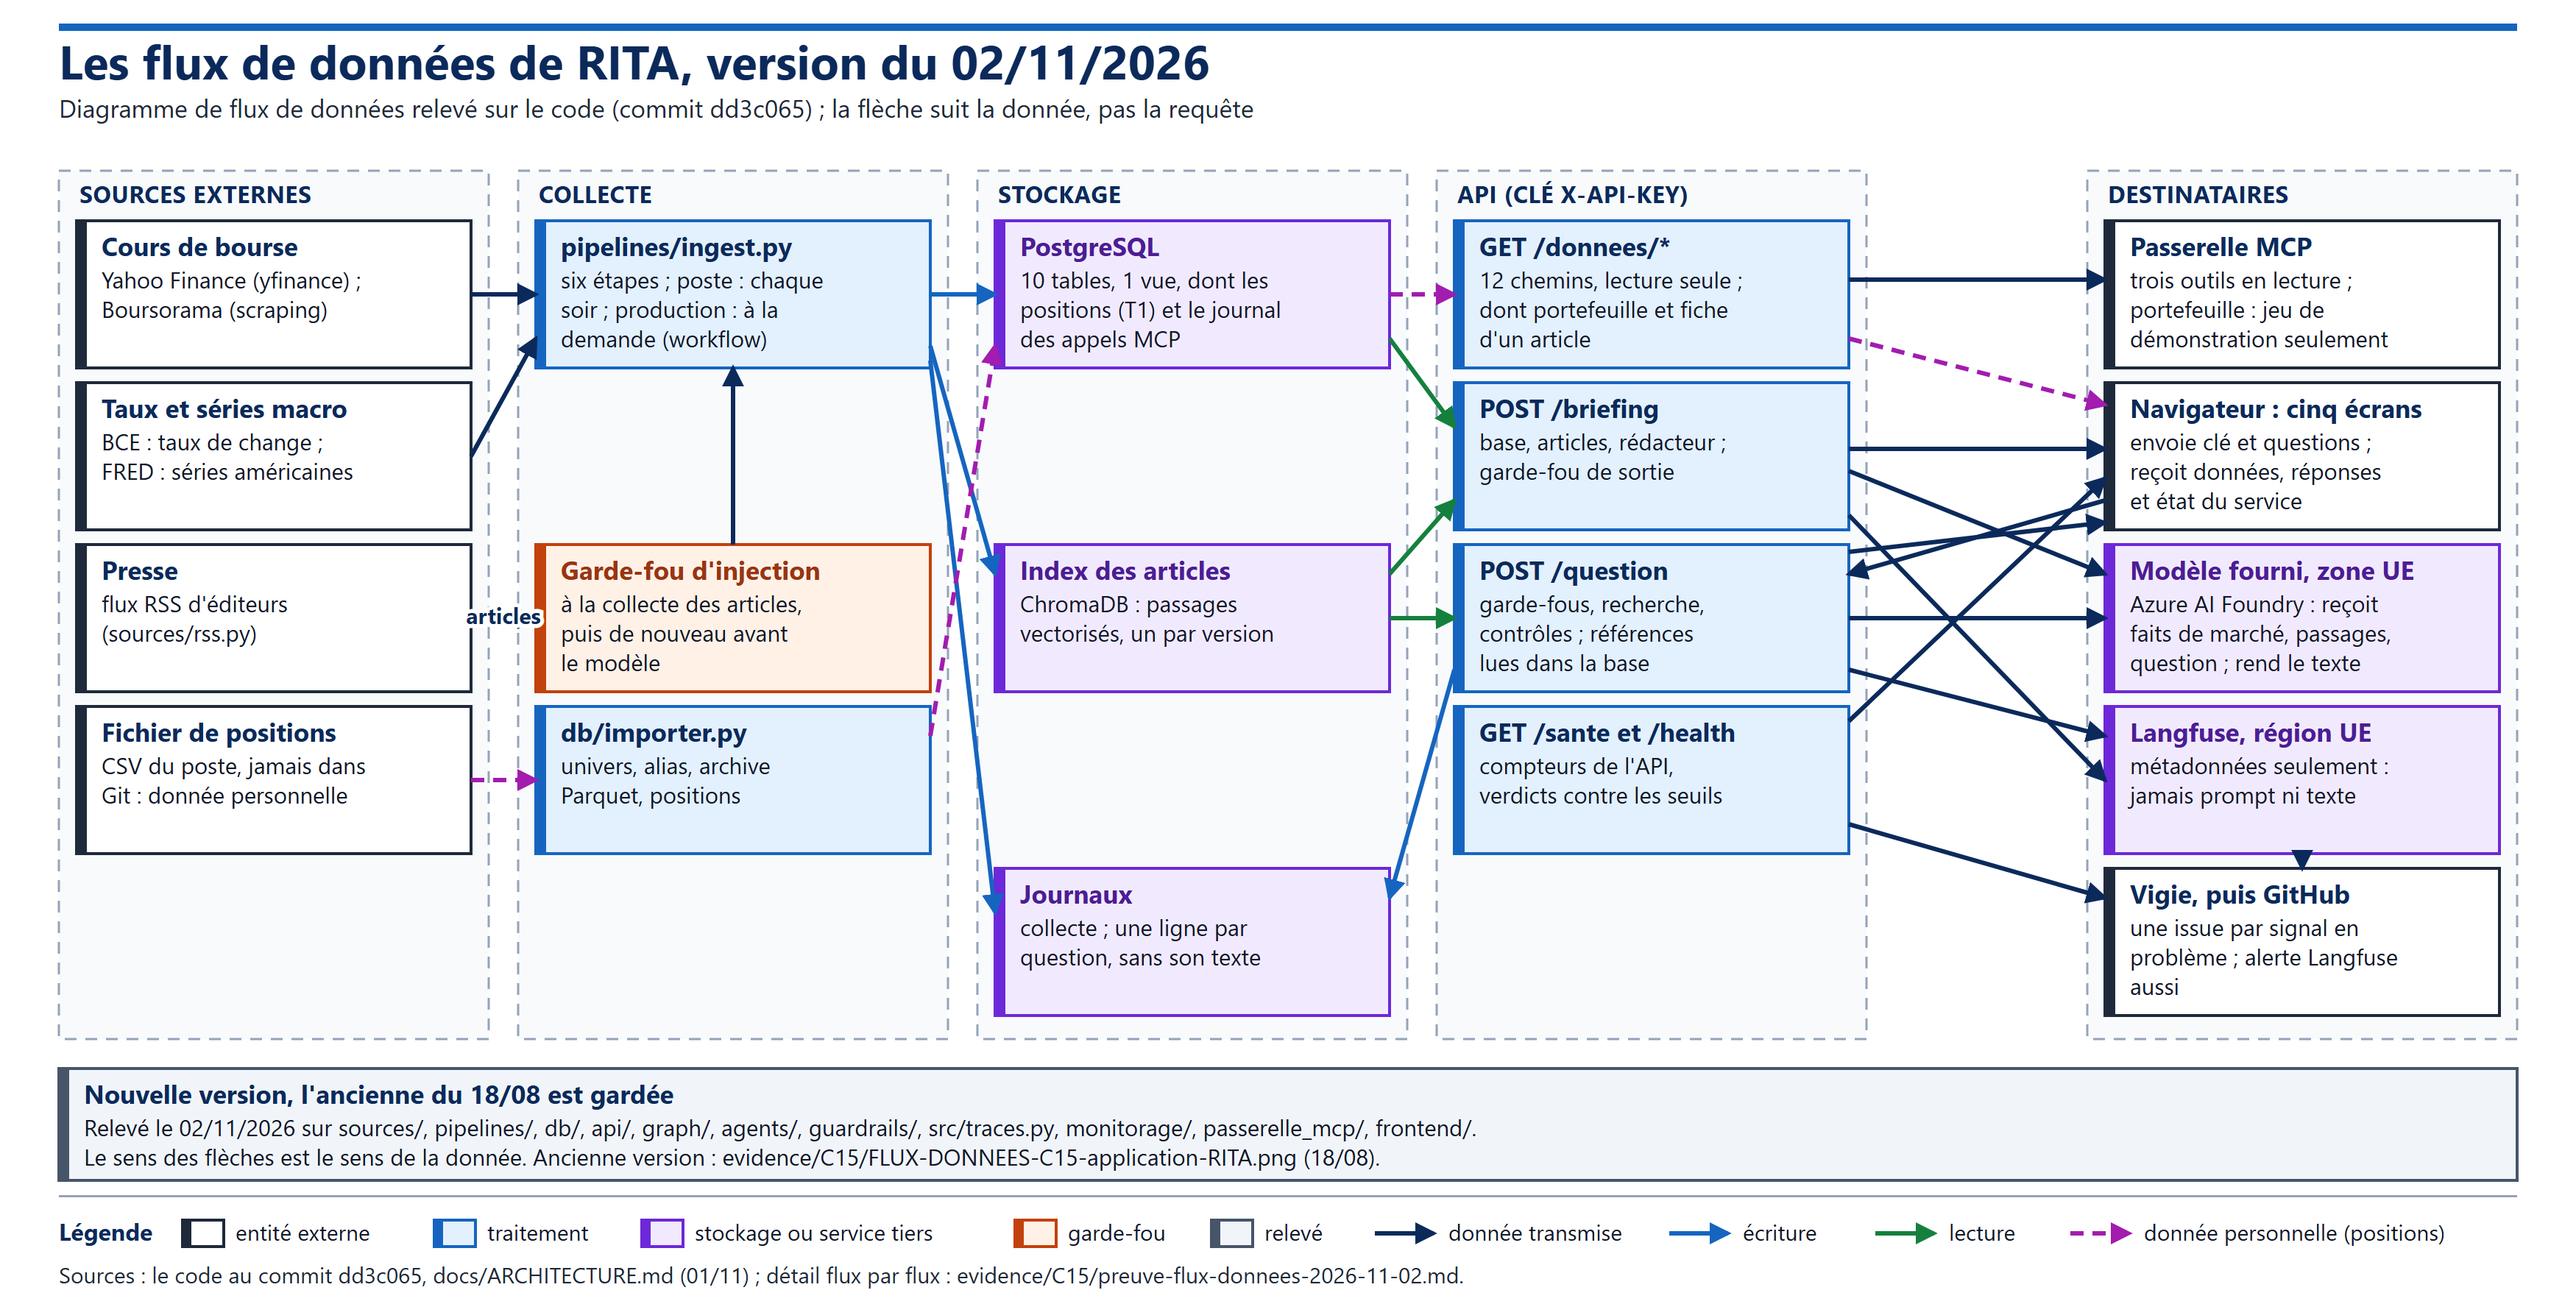 Les flux de données de RITA, version du 02/11/2026
Diagramme de flux de données relevé sur le code (commit dd3c065) ; la flèche suit la donnée, pas la requête
SOURCES EXTERNES
Cours de bourse
Yahoo Finance (yfinance) ;
Boursorama (scraping)
Taux et séries macro
BCE : taux de change ;
FRED : séries américaines
Presse
flux RSS d'éditeurs
(sources/rss.py)
articles
Fichier de positions
CSV du poste, jamais dans
Git : donnée personnelle
COLLECTE
pipelines/ingest.py
six étapes ; poste : chaque
soir ; production : à la
demande (workflow)
Garde-fou d'injection
à la collecte des articles,
puis de nouveau avant
le modèle
db/importer.py
univers, alias, archive
Parquet, positions
STOCKAGE
PostgreSQL
10 tables, 1 vue, dont les
positions (T1) et le journal
des appels MCP
Index des articles
ChromaDB : passages
vectorisés, un par version
Journaux
collecte ; une ligne par
question, sans son texte
API (CLÉ X-API-KEY)
GET /donnees/*
12 chemins, lecture seule ;
dont portefeuille et fiche
d'un article
POST /briefing
base, articles, rédacteur ;
garde-fou de sortie
POST /question
garde-fous, recherche,
contrôles ; références
lues dans la base
GET /sante et /health
compteurs de l'API,
verdicts contre les seuils
DESTINATAIRES
Passerelle MCP
trois outils en lecture ;
portefeuille : jeu de
démonstration seulement
Navigateur : cinq écrans
envoie clé et questions ;
reçoit données, réponses
et état du service
Modèle fourni, zone UE
Azure AI Foundry : reçoit
faits de marché, passages,
question ; rend le texte
Langfuse, région UE
métadonnées seulement :
jamais prompt ni texte
Vigie, puis GitHub
une issue par signal en
problème ; alerte Langfuse
aussi
Nouvelle version, l'ancienne du 18/08 est gardée
Relevé le 02/11/2026 sur sources/, pipelines/, db/, api/, graph/, agents/, guardrails/, src/traces.py, monitorage/, passerelle_mcp/, frontend/.
Le sens des flèches est le sens de la donnée. Ancienne version : evidence/C15/FLUX-DONNEES-C15-application-RITA.png (18/08).
Légende entité externe traitement stockage ou service tiers garde-fou relevé donnée transmise écriture lecture donnée personnelle (positions)
Sources : le code au commit dd3c065, docs/ARCHITECTURE.md (01/11) ; détail flux par flux : evidence/C15/preuve-flux-donnees-2026-11-02.md.